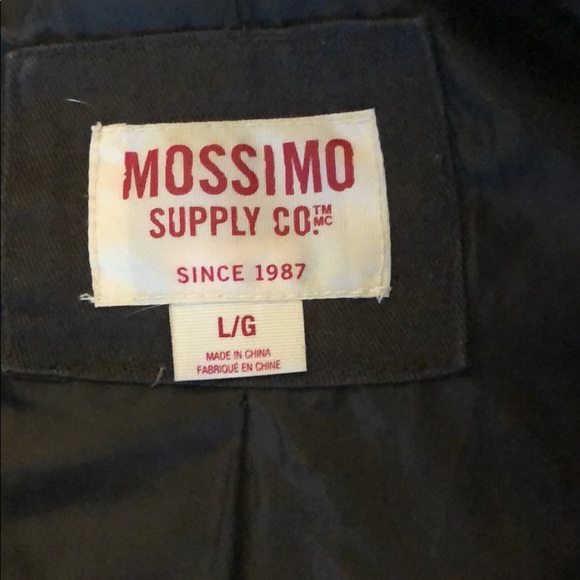 MOSSIMO
SUPPLY CO.™ MC
SINCE 1987
L/G
MADE IN CHINA
FABRIQUÉ EN CHINE